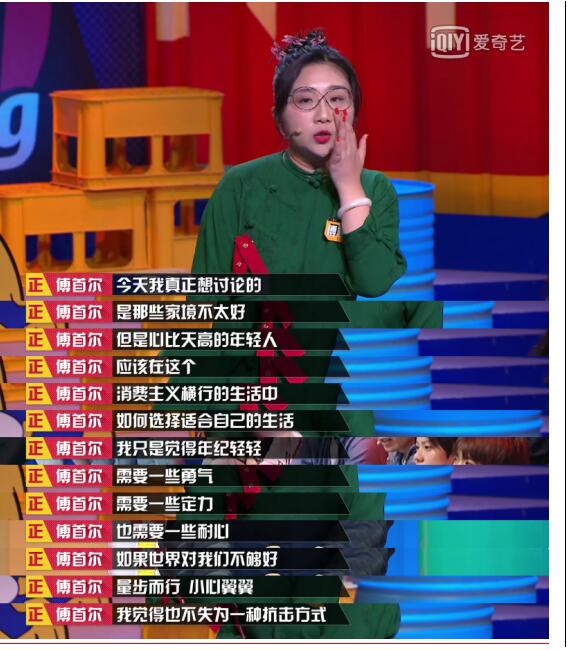 iQIYI 爱奇艺
g
傅
正 傅首尔 今天我真正想讨论的
正 傅首尔 是那些家境不太好
正 傅首尔 但是心比天高的年轻人
正 傅首尔 应该在这个
正 傅首尔 消费主义横行的生活中
正 傅首尔 如何选择适合自己的生活
正 傅首尔 我只是觉得年纪轻轻
正 傅首尔 需要一些勇气
正 傅首尔 需要一些定力
正 傅首尔 也需要一些耐心
正 傅首尔 如果世界对我们不够好
正 傅首尔 量步而行 小心翼翼
正 傅首尔 我觉得也不失为一种抗击方式